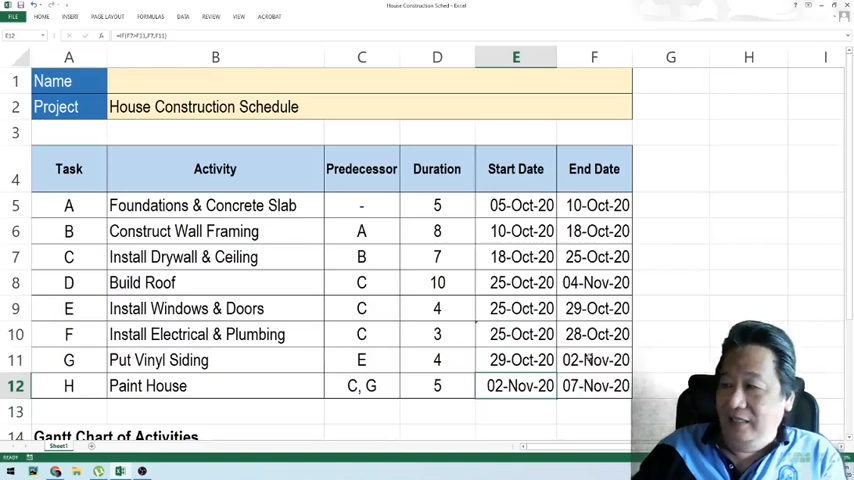 House Construction Sched - Excel
FILE HOME INSERT PAGE LAYOUT FORMULAS DATA REVIEW VIEW ACROBAT
E12 =IF(F7>F11,F7,F11)
A B C D E F G H I
1 Name
2 Project House Construction Schedule
3
4 Task Activity Predecessor Duration Start Date End Date
5 A Foundations & Concrete Slab - 5 05-Oct-20 10-Oct-20
6 B Construct Wall Framing A 8 10-Oct-20 18-Oct-20
7 C Install Drywall & Ceiling B 7 18-Oct-20 25-Oct-20
8 D Build Roof C 10 25-Oct-20 04-Nov-20
9 E Install Windows & Doors C 4 25-Oct-20 29-Oct-20
10 F Install Electrical & Plumbing C 3 25-Oct-20 28-Oct-20
11 G Put Vinyl Siding E 4 29-Oct-20 02-Nov-20
12 H Paint House C, G 5 02-Nov-20 07-Nov-20
13
14 Gantt Chart of Activities
Sheet1
READY